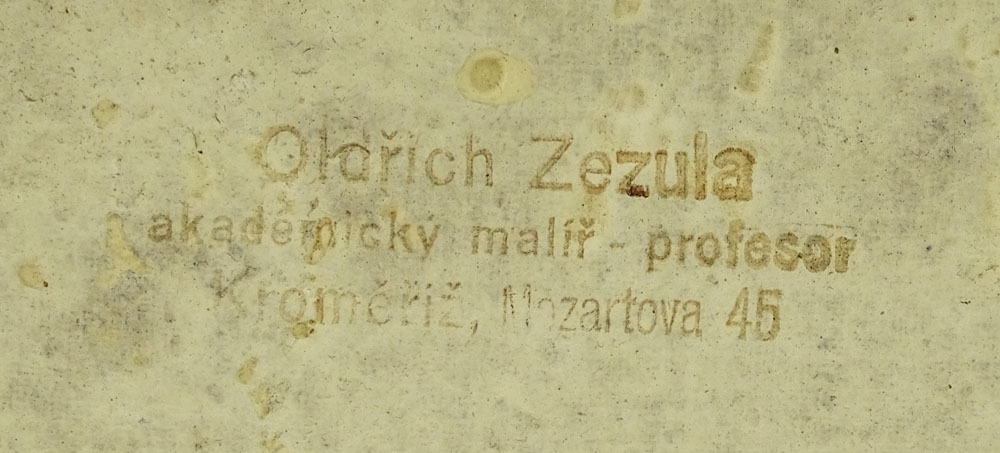 Oldřich Zezula
akademický malíř - profesor
Kroměříž, Mozartova 45